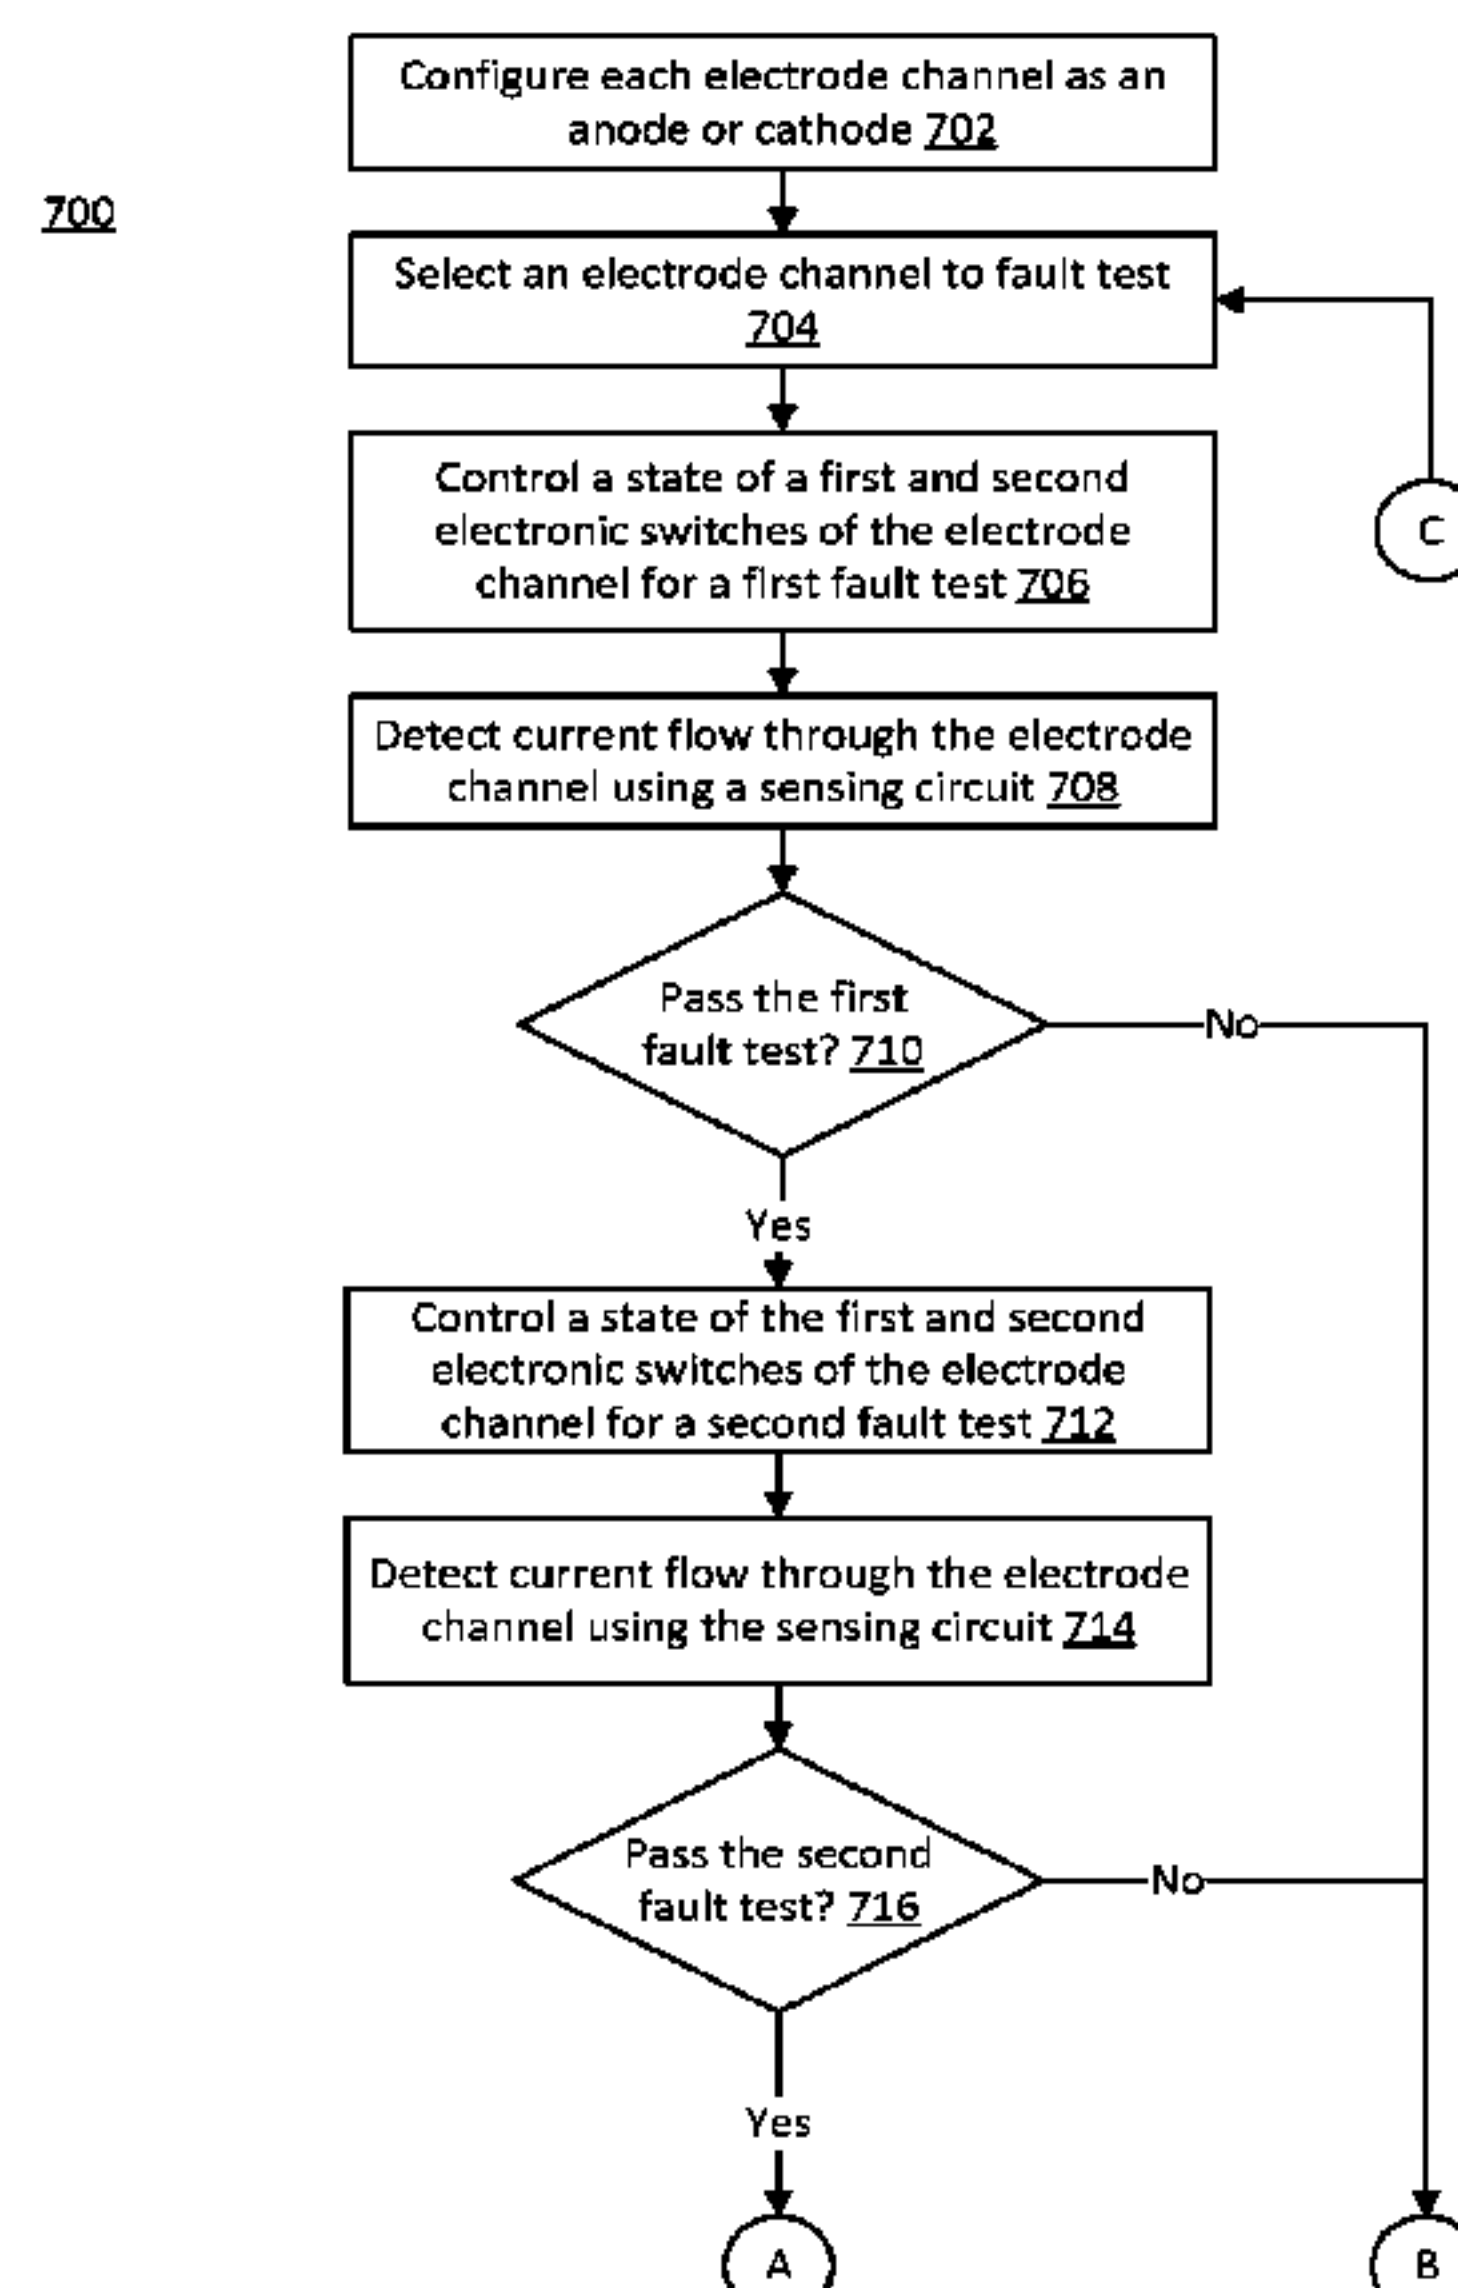 Configure each electrode channel as an
anode or cathode 702
700
Select an electrode channel to fault test
704
Control a state of a first and second
electronic switches of the electrode
channel for a first fault test 706
C
Detect current flow through the electrode
channel using a sensing circuit 708
Pass the first
fault test? 710
No
Yes
Control a state of the first and second
electronic switches of the electrode
channel for a second fault test 712
Detect current flow through the electrode
channel using the sensing circuit 714
Pass the second
fault test? 716
No
Yes
A
B